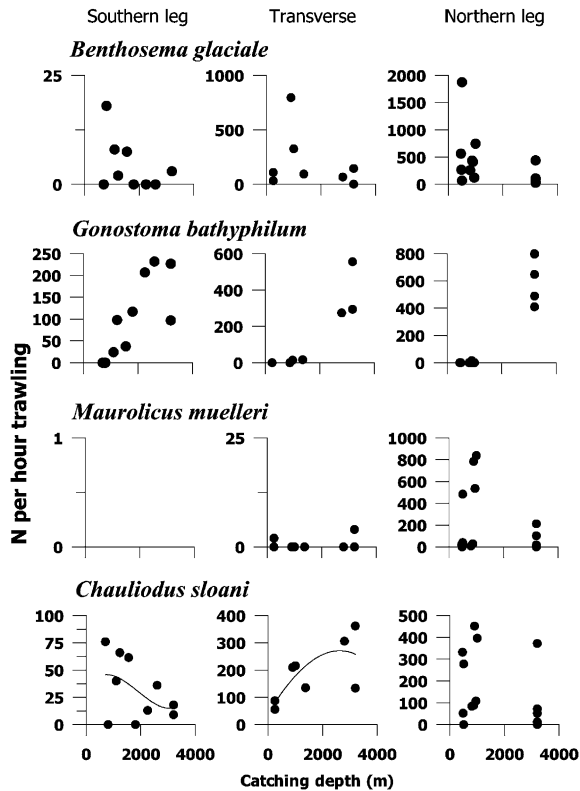 Southern leg Transverse Northern leg
Benthosema glaciale
25 1000 2000
1500
500 1000
500
0 0 0
Gonostoma bathyphilum
250 600 800
200 600
150 400
400
100 200
50 200
0 0 0
Maurolicus muelleri
1 25 1000
800
600
400
200
0 0 0
Chauliodus sloani
100 400 500
75 300 400
300
50 200
200
25 100 100
0 0 0
0 2000 4000 0 2000 4000 0 2000 4000
Catching depth (m)
N per hour trawling